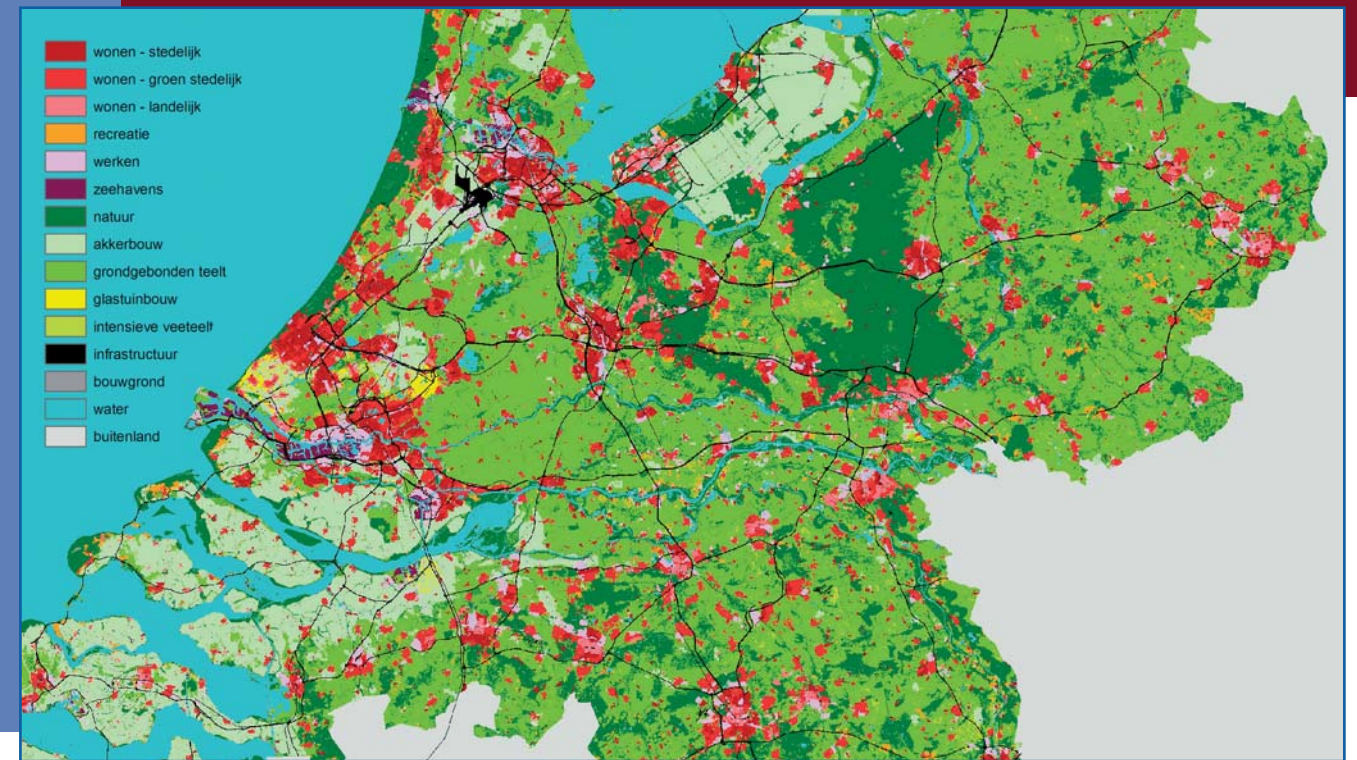 wonen - stedelijk
wonen - groen stedelijk
wonen - landelijk
recreatie
werken
zeehavens
natuur
akkerbouw
grondgebonden teelt
glastuinbouw
intensieve veeteelt
infrastructuur
bouwgrond
water
buitenland